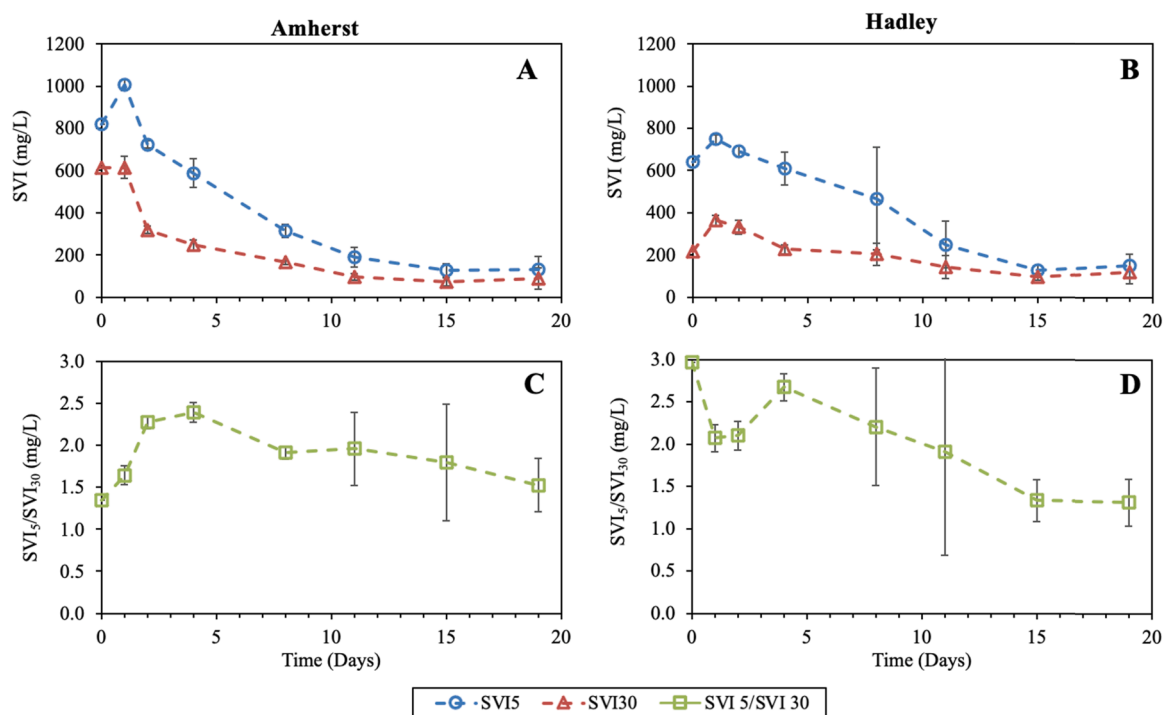 Amherst
Hadley
A
B
1200
1000
800
600
400
200
0
SVI (mg/L)
0 5 10 15 20
1200
1000
800
600
400
200
0
SVI (mg/L)
0 5 10 15 20
C
D
3.0
2.5
2.0
1.5
1.0
0.5
0.0
SVI₅/SVI₃₀ (mg/L)
0 5 10 15 20
Time (Days)
3.0
2.5
2.0
1.5
1.0
0.5
0.0
SVI₅/SVI₃₀ (mg/L)
0 5 10 15 20
Time (Days)
SVI5 SVI30 SVI 5/SVI 30